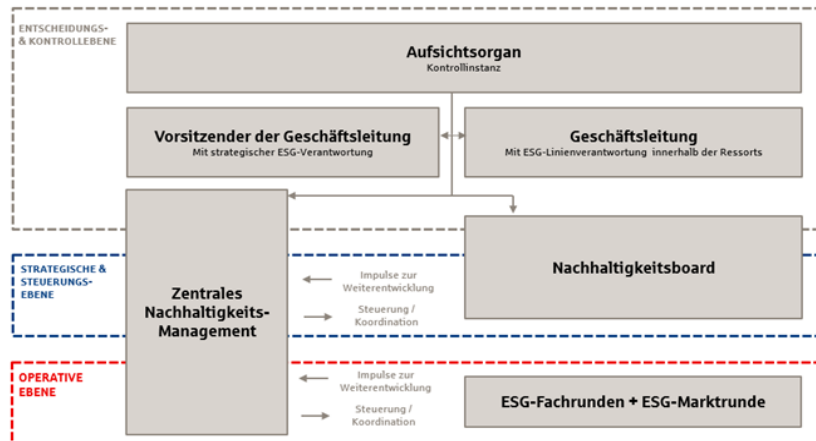 ENTSCHEIDUNGS-
& KONTROLLEBENE
Aufsichtsorgan
Kontrollinstanz
Vorsitzender der Geschäftsleitung
Mit strategischer ESG-Verantwortung
Geschäftsleitung
Mit ESG-Linienverantwortung innerhalb der Ressorts
STRATEGISCHE &
STEUERUNGS-
EBENE
Zentrales
Nachhaltigkeits-
Management
Impulse zur
Weiterentwicklung
Steuerung /
Koordination
Nachhaltigkeitsboard
OPERATIVE
EBENE
Impulse zur
Weiterentwicklung
Steuerung /
Koordination
ESG-Fachrunden + ESG-Marktrunde